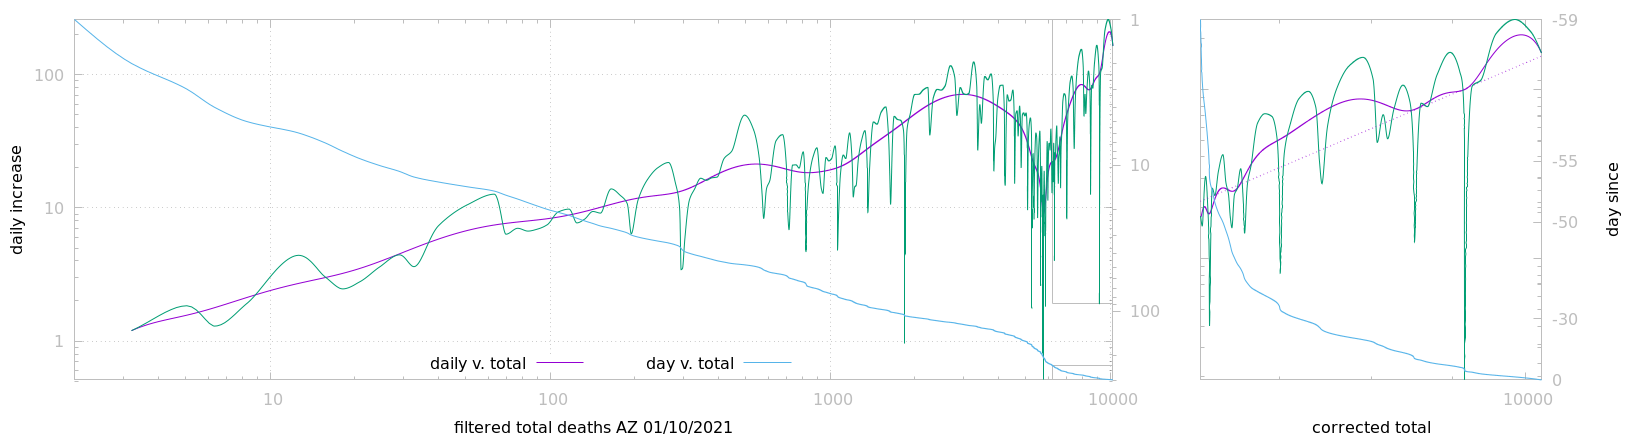 daily increase
100
10
1
10
100
1000
10000
1
10
100
daily v. total
day v. total
filtered total deaths AZ 01/10/2021
-59
-55
-50
-30
0
day since
10000
corrected total